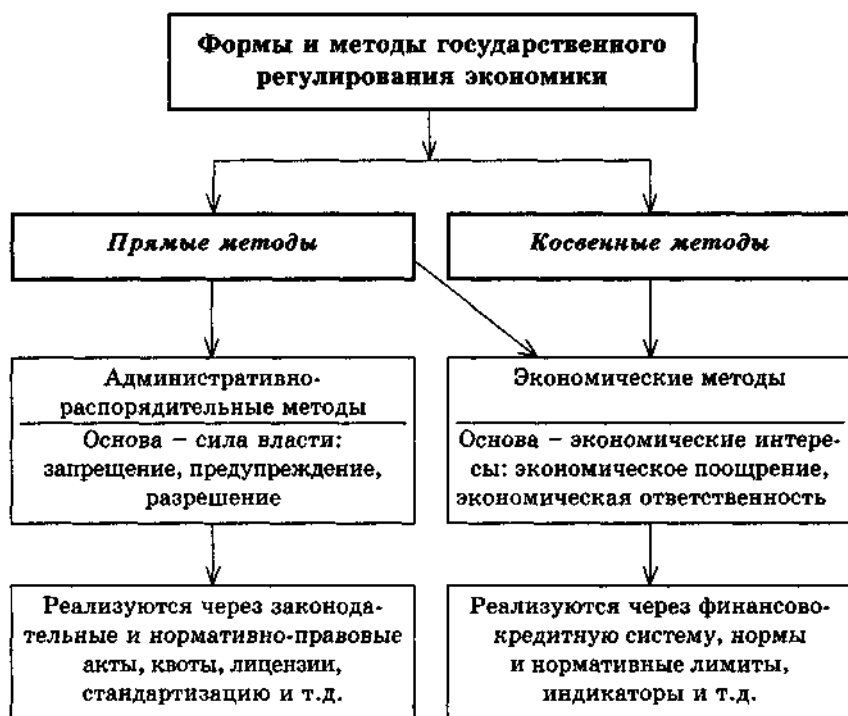 Формы и методы государственного
регулирования экономики
Прямые методы
Косвенные методы
Административно-
распорядительные методы
Основа – сила власти:
запрещение, предупреждение,
разрешение
Экономические методы
Основа – экономические интере-
сы: экономическое поощрение,
экономическая ответственность
Реализуются через законода-
тельные и нормативно-правовые
акты, квоты, лицензии,
стандартизацию и т.д.
Реализуются через финансово-
кредитную систему, нормы
и нормативные лимиты,
индикаторы и т.д.